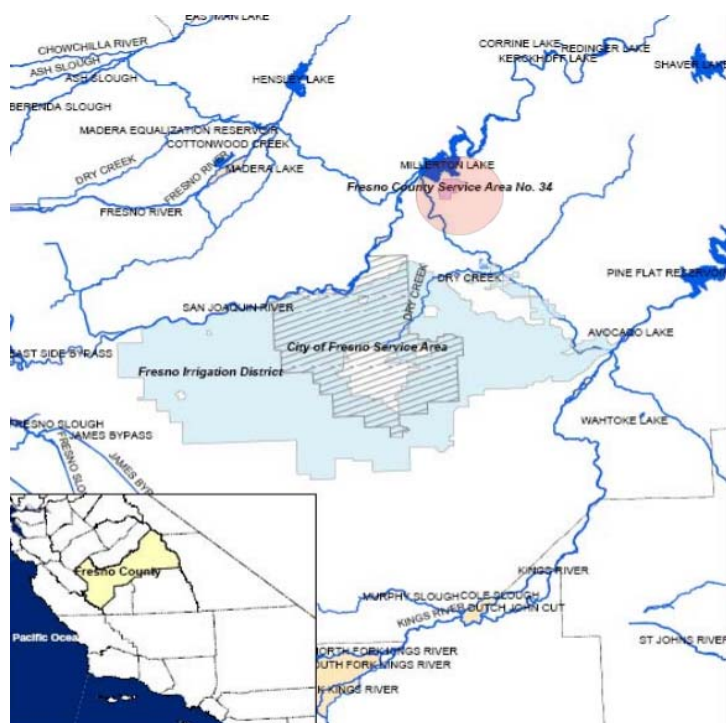 EASTMAN LAKE
CHOWCHILLA RIVER
ASH SLOUGH
ASH SLOUGH
BERENDA SLOUGH
HENSLEY LAKE
CORRINE LAKE
REDINGER LAKE
KERCKHOFF LAKE
SHAVER LAKE
MADERA EQUALIZATION RESERVOIR
COTTONWOOD CREEK
MADERA LAKE
DRY CREEK
FRESNO RIVER
FRESNO RIVER
MILLERTON LAKE
Fresno County Service Area No. 34
DRY CREEK
DRY CREEK
PINE FLAT RESERVOIR
SAN JOAQUIN RIVER
AVOCADO LAKE
EAST SIDE BYPASS
City of Fresno Service Area
Fresno Irrigation District
WAHTOKE LAKE
FRESNO SLOUGH
JAMES BYPASS
FRESNO SLOU
JAMES BYP
KINGS RIVER
MURPHY SLOUGH
COLE SLOUGH
KINGS RIVER
DUTCH JOHN CUT
ST JOHNS RIVER
NORTH FORK KINGS RIVER
OUTH FORK KINGS RIVER
K KINGS RIVER
Fresno County
Pacific Ocea